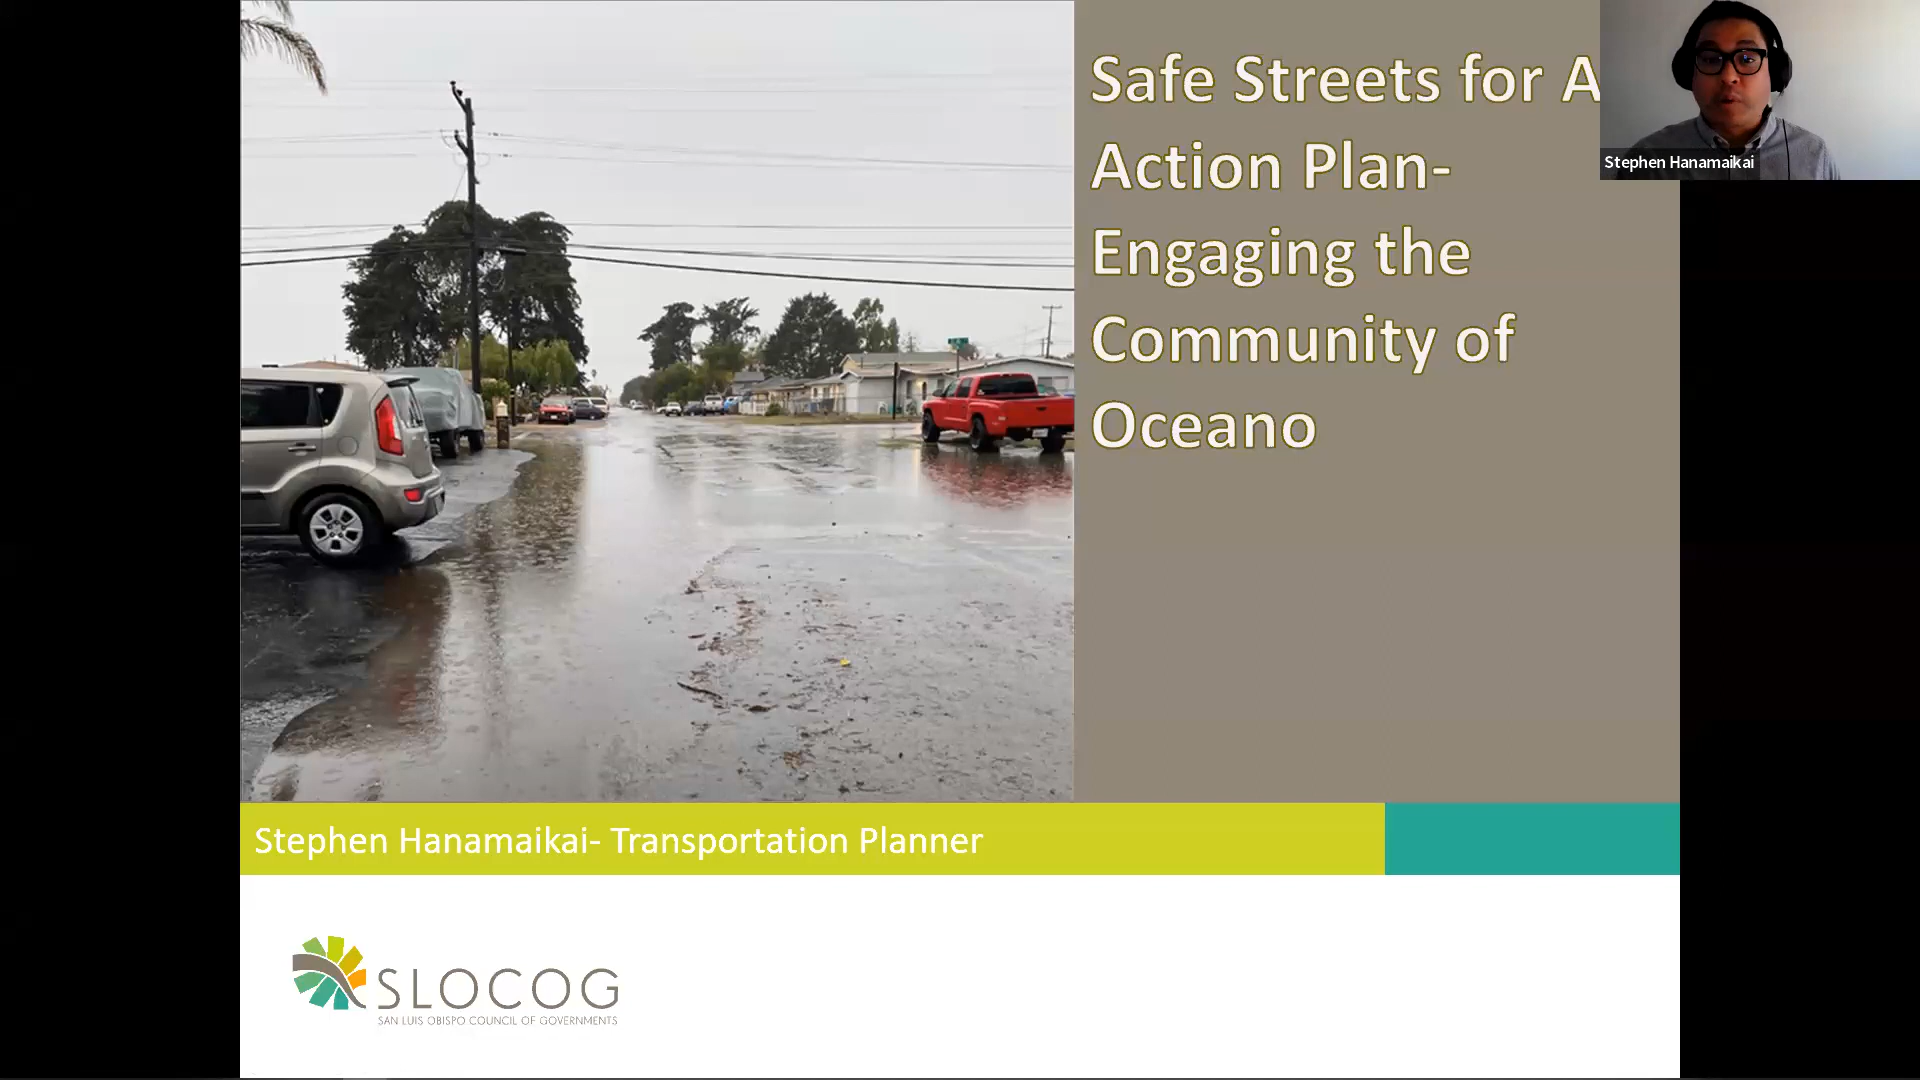 Safe Streets for A
Action Plan-
Engaging the
Community of
Oceano
Stephen Hanamaikai
Stephen Hanamaikai- Transportation Planner
SLOCOG
SAN LUIS OBISPO COUNCIL OF GOVERNMENTS